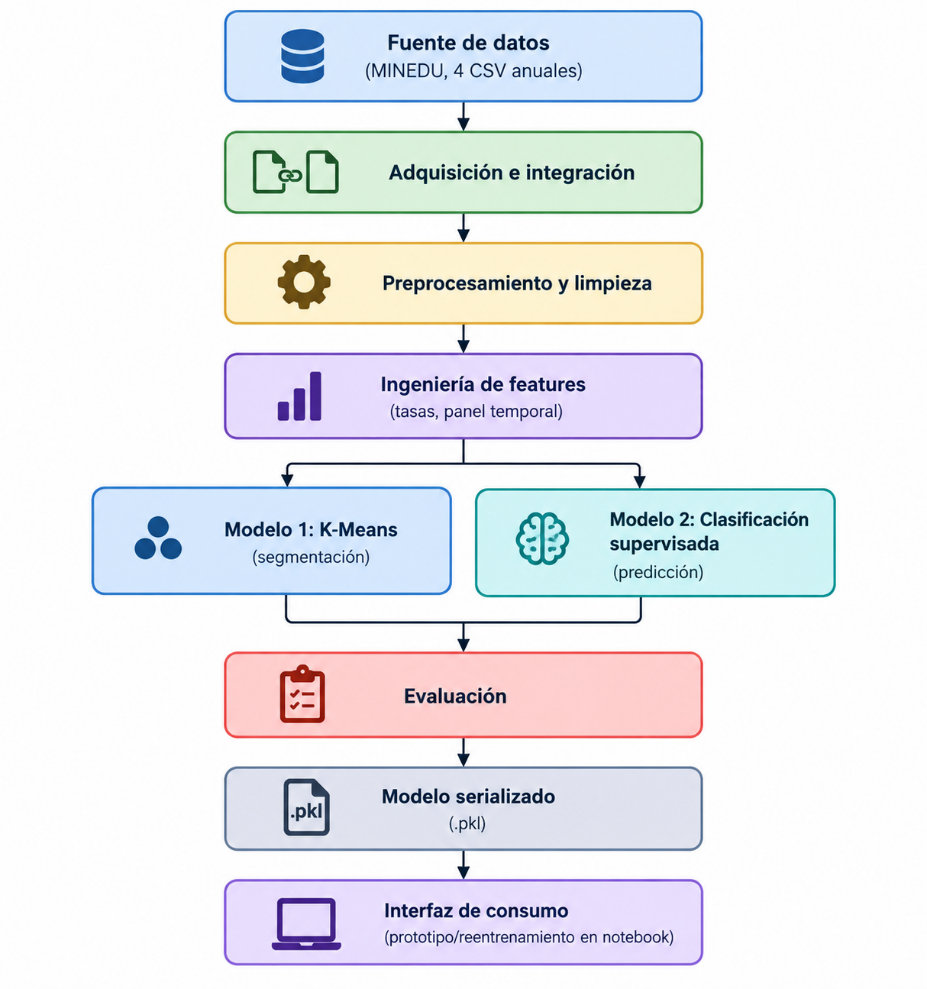 Fuente de datos
(MINEDU, 4 CSV anuales)
Adquisición e integración
Preprocesamiento y limpieza
Ingeniería de features
(tasas, panel temporal)
Modelo 1: K-Means
(segmentación)
Modelo 2: Clasificación
supervisada
(predicción)
Evaluación
.pkl
Modelo serializado
(.pkl)
Interfaz de consumo
(prototipo/reentrenamiento en notebook)